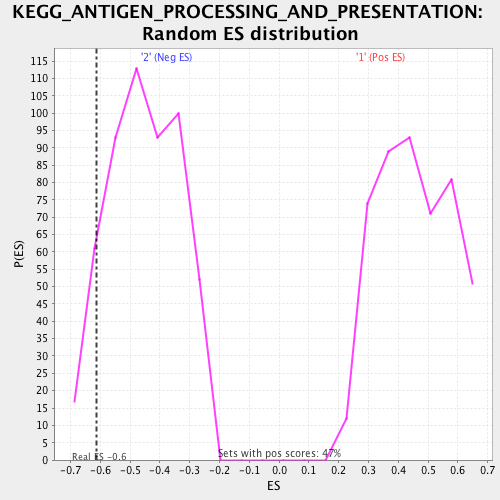 KEGG_ANTIGEN_PROCESSING_AND_PRESENTATION:
Random ES distribution
'2' (Neg ES)
'1' (Pos ES)
115
110
105
100
95
90
85
80
75
70
65
60
55
50
45
40
35
30
25
20
15
10
5
0
P(ES)
Real ES -0.6
Sets with pos scores: 47%
-0.7 -0.6 -0.5 -0.4 -0.3 -0.2 -0.1 0.0 0.1 0.2 0.3 0.4 0.5 0.6 0.7
ES